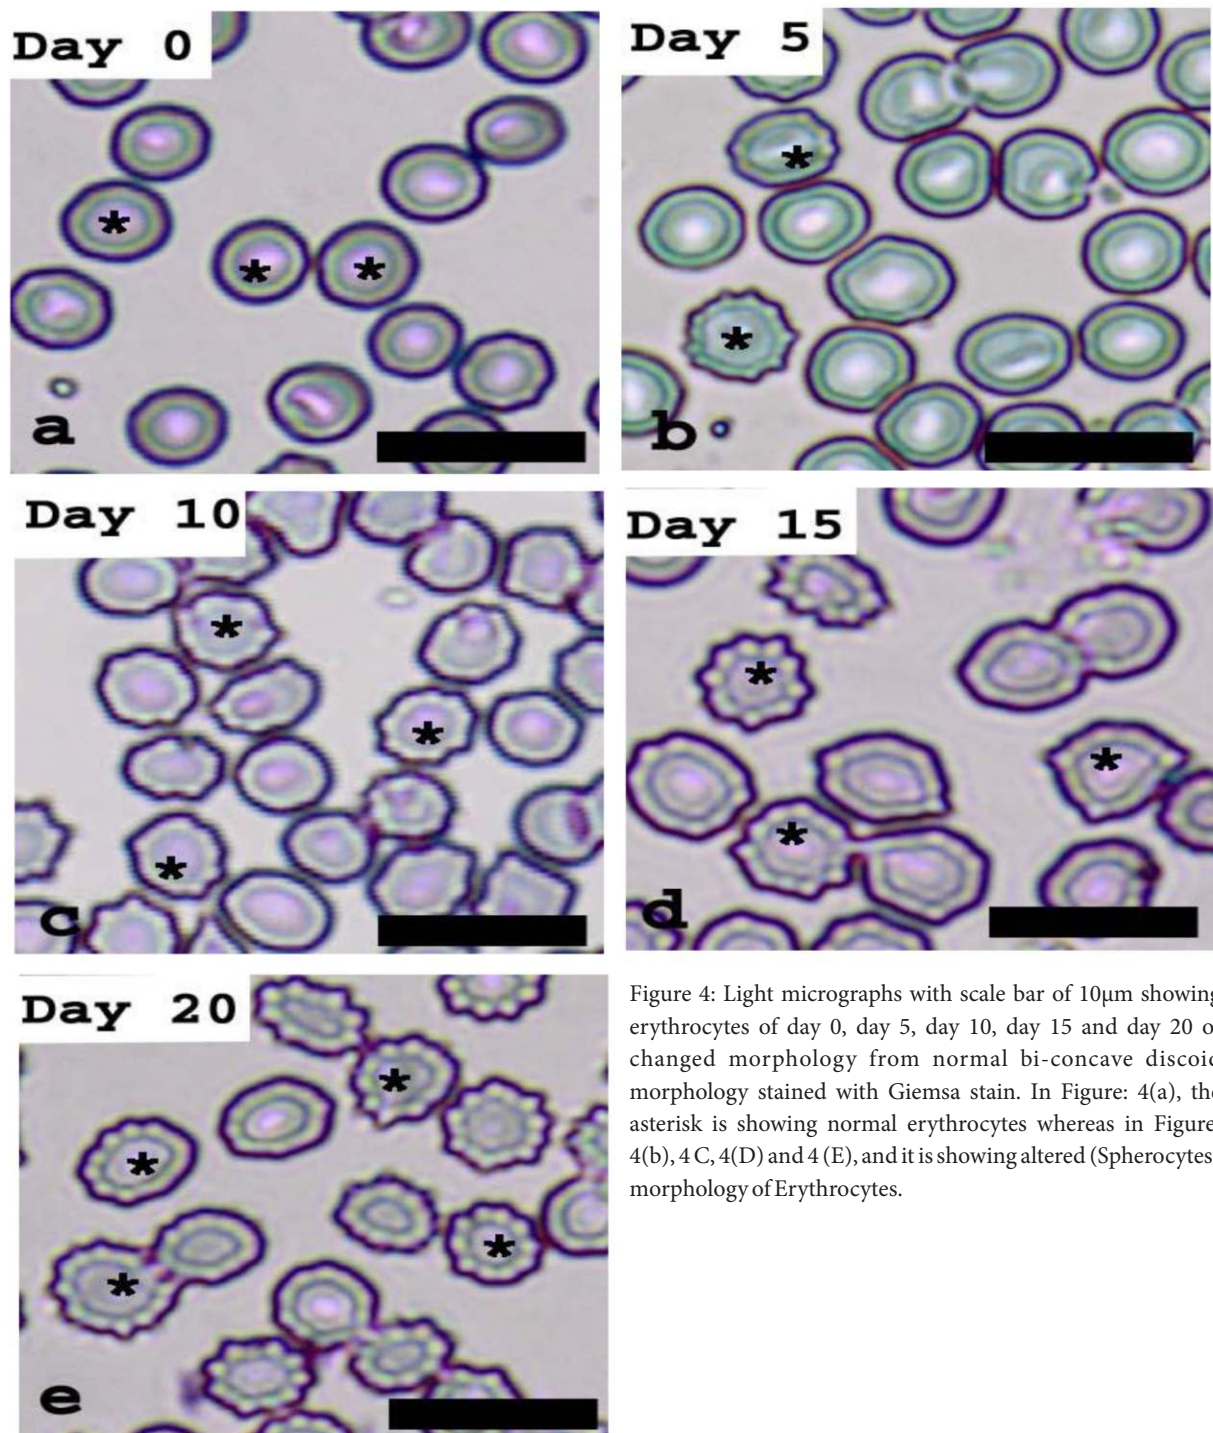 Day 0
Day 5
a
b
Day 10
Day 15
c
d
Day 20
e
Figure 4: Light micrographs with scale bar of 10µm showing
erythrocytes of day 0, day 5, day 10, day 15 and day 20
changed morphology from normal bi-concave discoid
morphology stained with Giemsa stain. In Figure: 4(a), the
asterisk is showing normal erythrocytes whereas in Figure
4(b), 4 C, 4(D) and 4 (E), and it is showing altered (Spherocytes
morphology of Erythrocytes.